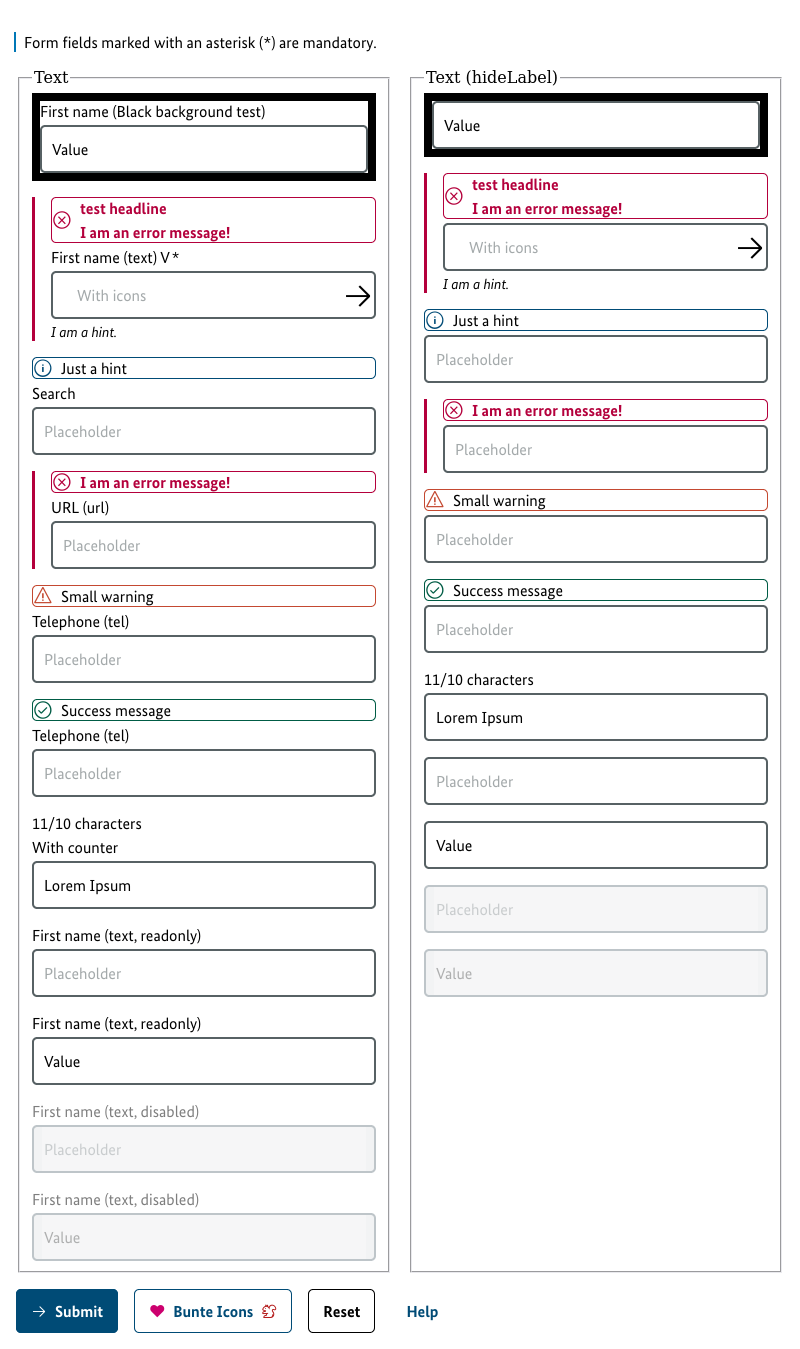 Form fields marked with an asterisk (*) are mandatory.
Text
First name (Black background test)
Value
test headline
I am an error message!
First name (text) V*
With icons
I am a hint.
Just a hint
Search
Placeholder
I am an error message!
URL (url)
Placeholder
Small warning
Telephone (tel)
Placeholder
Success message
Telephone (tel)
Placeholder
11/10 characters
With counter
Lorem Ipsum
First name (text, readonly)
Placeholder
First name (text, readonly)
Value
First name (text, disabled)
Placeholder
First name (text, disabled)
Value
Text (hideLabel)
Value
test headline
I am an error message!
With icons
I am a hint.
Just a hint
Placeholder
I am an error message!
Placeholder
Small warning
Placeholder
Success message
Placeholder
11/10 characters
Lorem Ipsum
Placeholder
Value
Placeholder
Value
Submit
Bunte Icons
Reset
Help